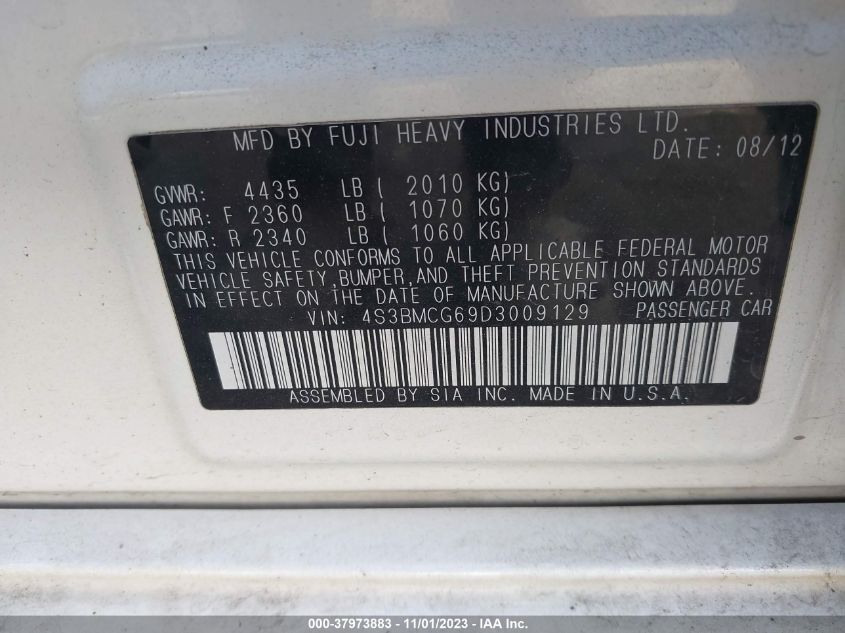 MFD BY FUJI HEAVY INDUSTRIES LTD.
DATE: 08/12
GVWR: 4435 LB ( 2010 KG)
GAWR: F 2360 LB ( 1070 KG)
GAWR: R 2340 LB ( 1060 KG)
THIS VEHICLE CONFORMS TO ALL APPLICABLE FEDERAL MOTOR
VEHICLE SAFETY,BUMPER,AND THEFT PREVENTION STANDARDS
IN EFFECT ON THE DATE OF MANUFACTURE SHOWN ABOVE.
VIN: 4S3BMCG69D3009129 PASSENGER CAR
ASSEMBLED BY SIA INC. MADE IN U.S.A.
000-37973883 - 11/01/2023 - IAA Inc.